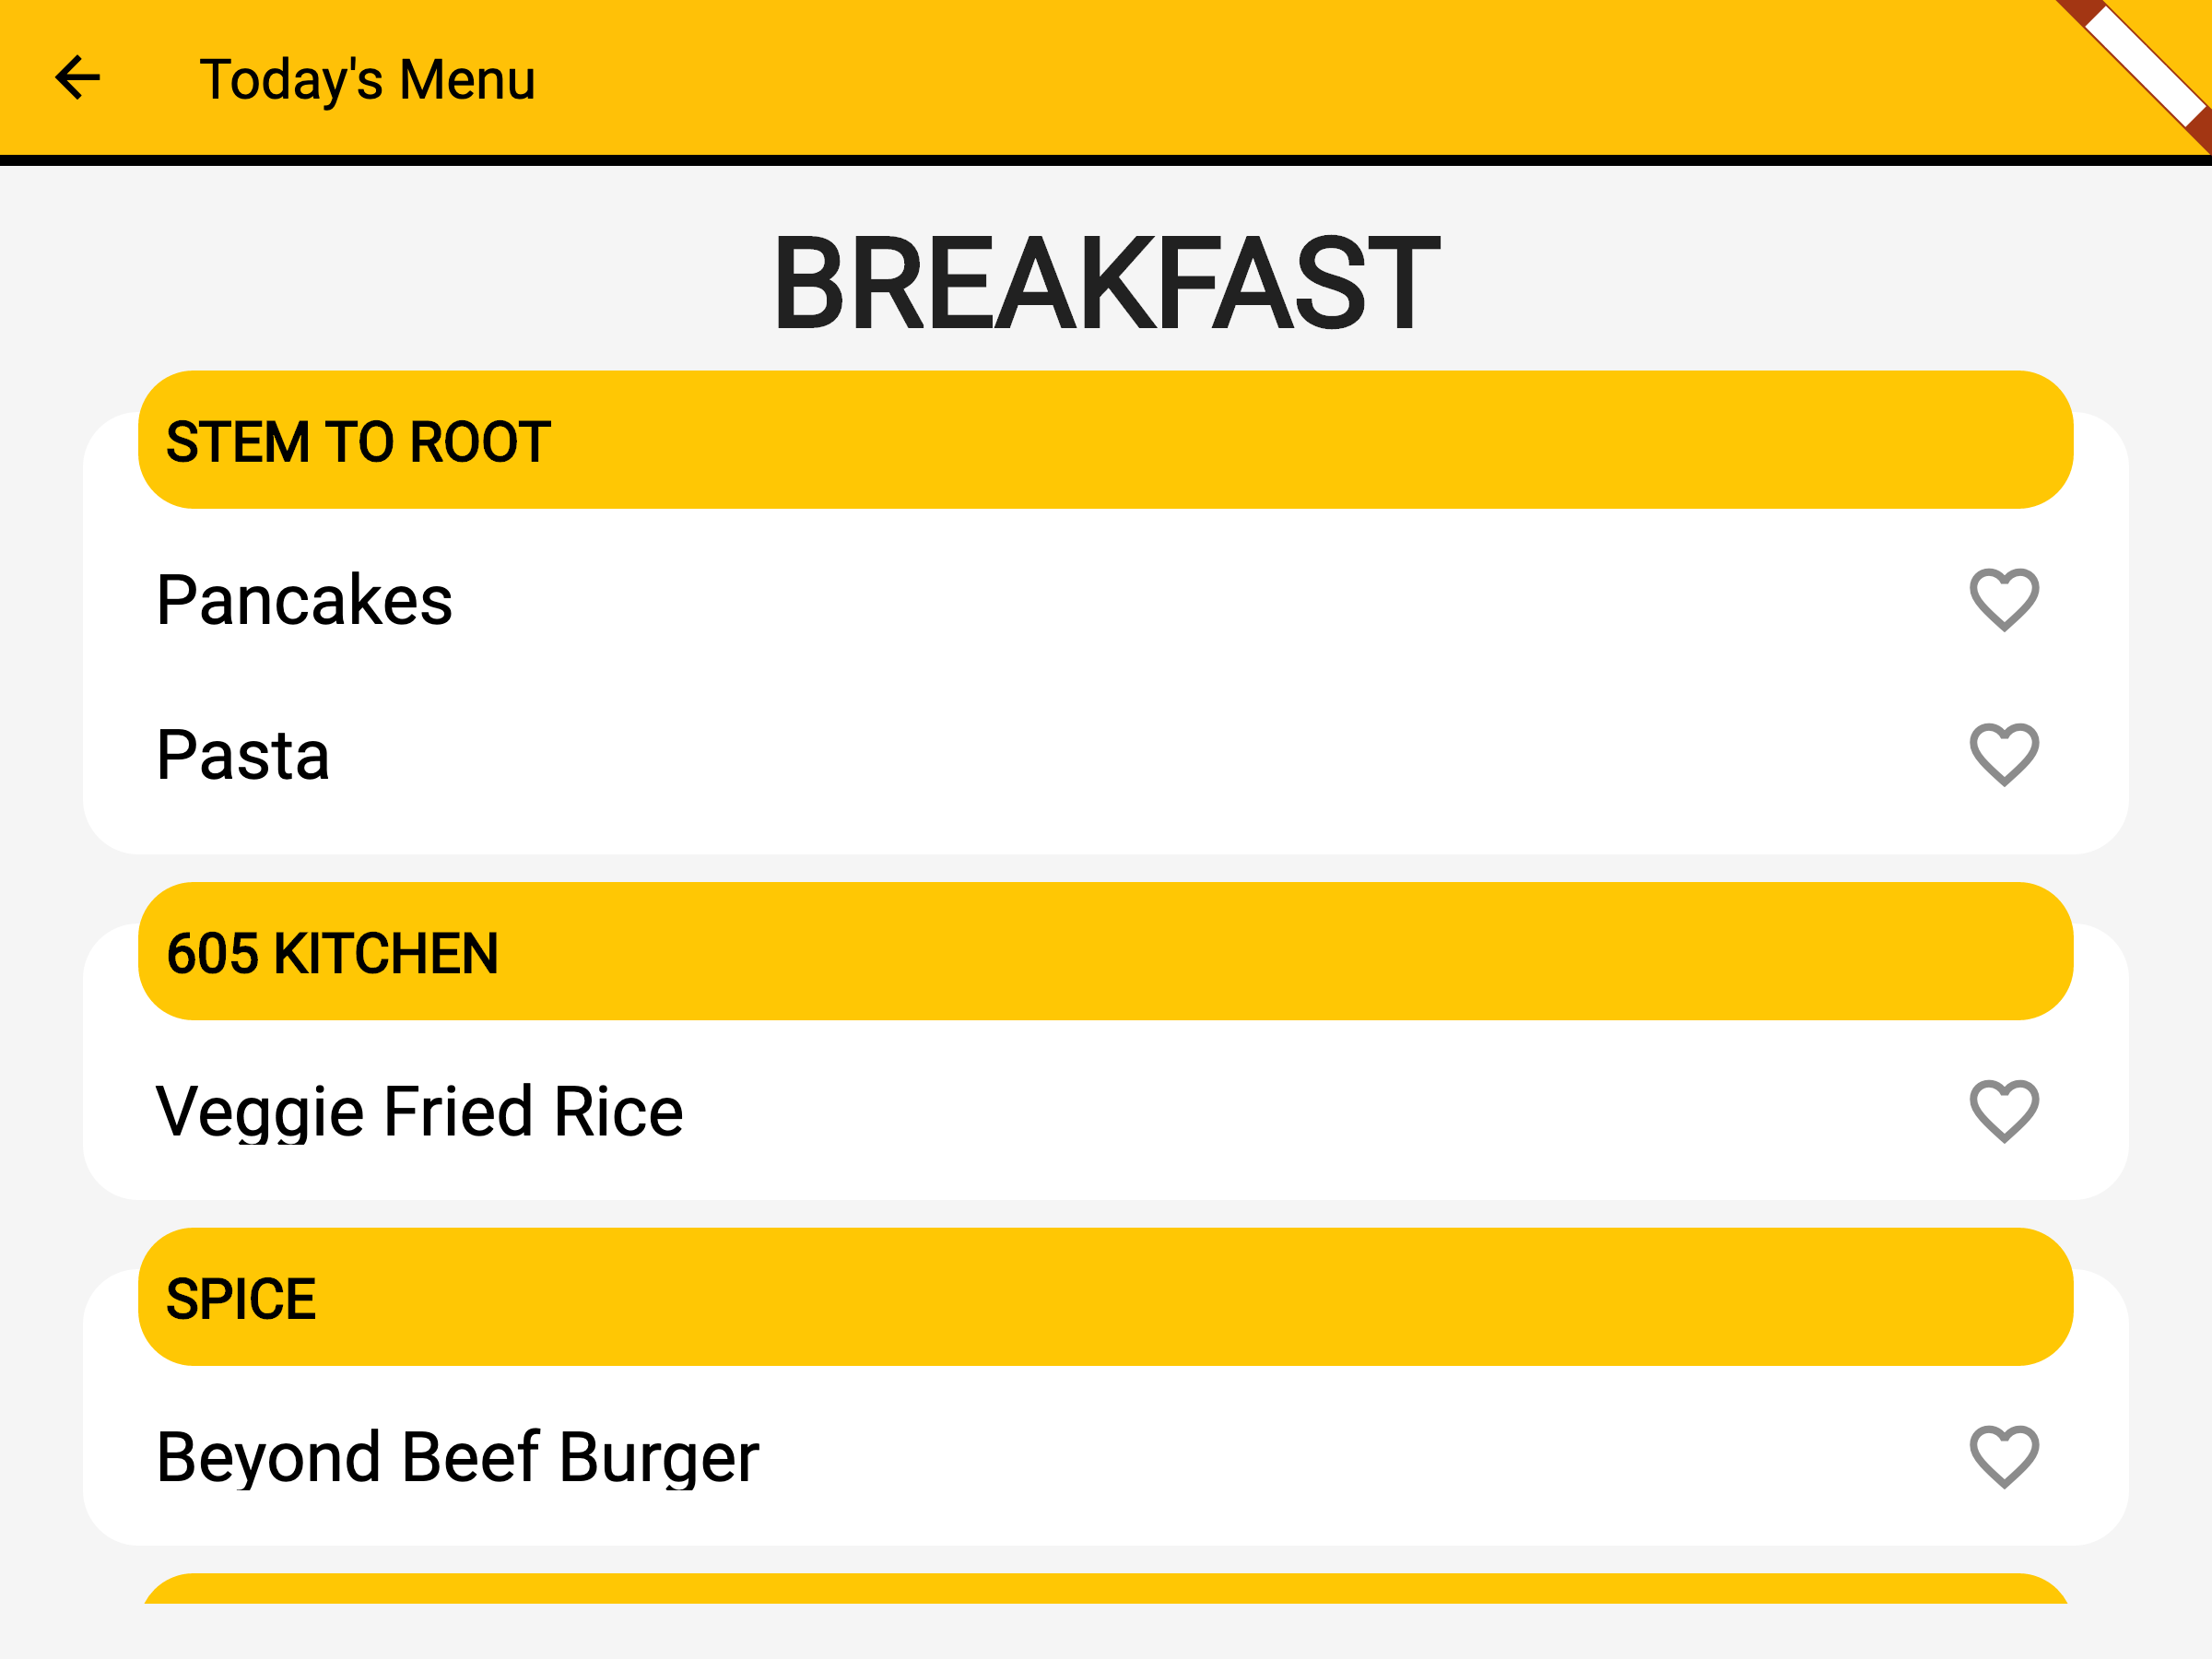 Today's Menu
BREAKFAST
STEM TO ROOT
Pancakes
Pasta
605 KITCHEN
Veggie Fried Rice
SPICE
Beyond Beef Burger